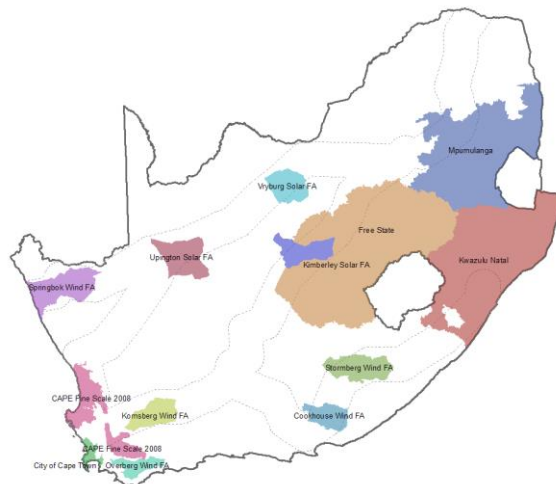 Mpumulanga
Vryburg Solar FA
Free State
Upington Solar FA
Kimberley Solar FA
Kwazulu Natal
Springbok Wind FA
Stormberg Wind FA
CAPE Fine Scale 2008
Komsberg Wind FA
Cookhouse Wind FA
CAPE Fine Scale 2008
City of Cape Town
Overberg Wind FA